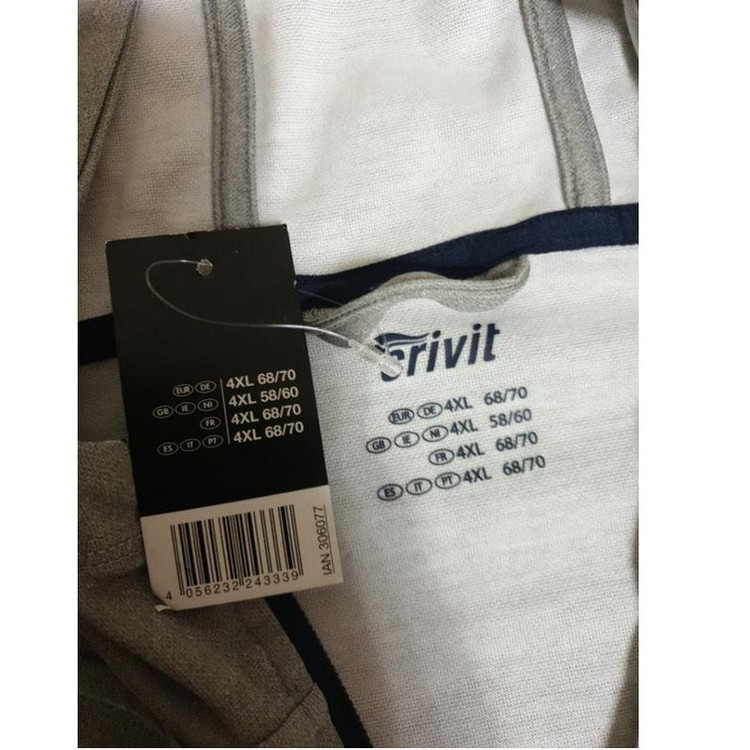 EUR DE 4XL 68/70
GB IE NI 4XL 58/60
FR 4XL 68/70
ES IT PT 4XL 68/70
4 056232 243339
IAN 306077
crivit
EUR DE 4XL 68/70
GB IE NI 4XL 58/60
FR 4XL 68/70
ES IT PT 4XL 68/70